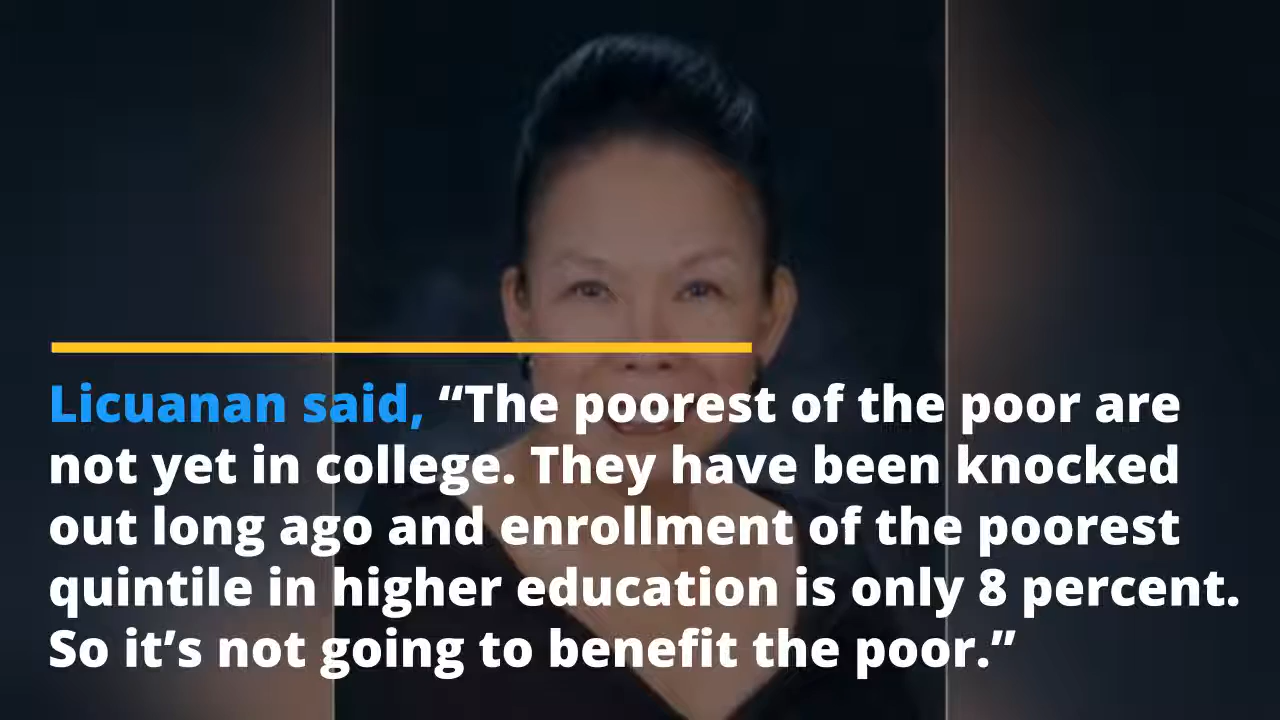 Licuanan said, “The poorest of the poor are
not yet in college. They have been knocked
out long ago and enrollment of the poorest
quintile in higher education is only 8 percent.
So it’s not going to benefit the poor.”